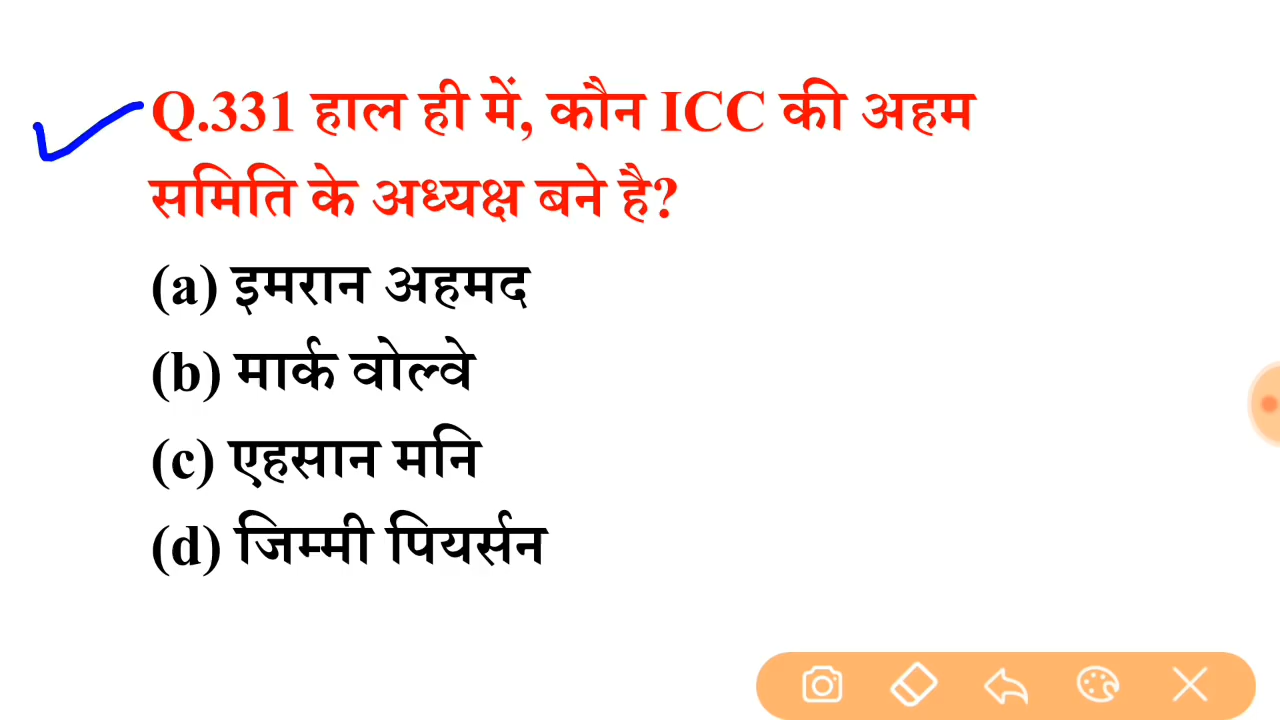 Q.331 हाल ही में, कौन ICC की अहम
समिति के अध्यक्ष बने है?
(a) इमरान अहमद
(b) मार्क वोल्वे
(c) एहसान मनि
(d) जिम्मी पियर्सन